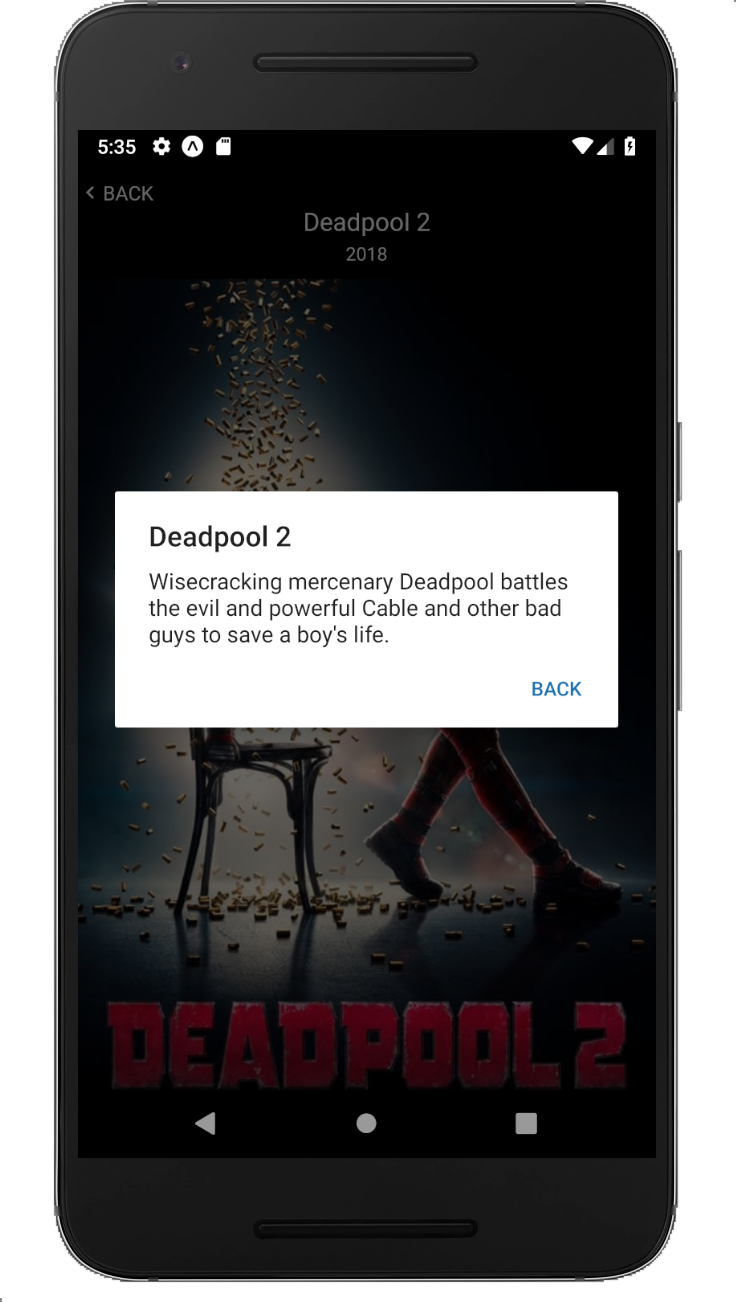 5:35
BACK
Deadpool 2
2018
Deadpool 2
Wisecracking mercenary Deadpool battles
the evil and powerful Cable and other bad
guys to save a boy's life.
BACK
DEADPOOL 2